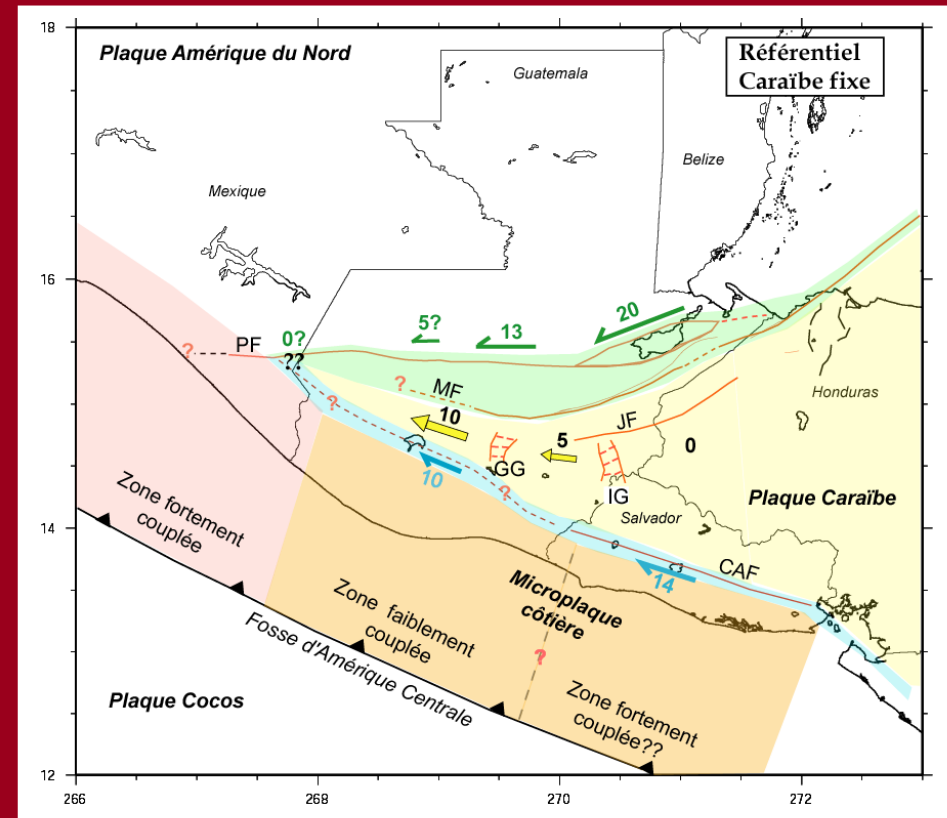 18
Plaque Amérique du Nord
Référentiel
Caraïbe fixe
Guatemala
Belize
Mexique
16
20
5?
13
0?
??
?
PF
?
MF
?
10
JF
Honduras
5
0
GG
10
?
IG
Plaque Caraïbe
Salvador
Zone fortement
couplée
14
CAF
14
Microplaque
côtière
Zone faiblement
couplée
?
Fosse d'Amérique Centrale
Zone fortement
couplée??
Plaque Cocos
12
266
268
270
272